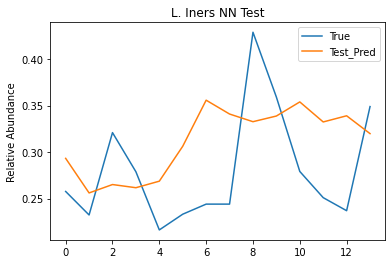 L. Iners NN Test
True
Test_Pred
Relative Abundance
0.40
0.35
0.30
0.25
0 2 4 6 8 10 12